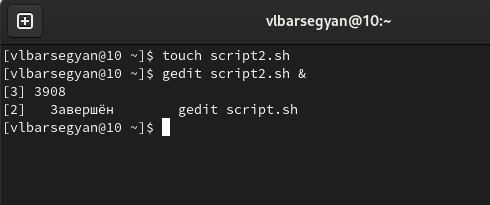 vlbarsegyan@10:~
[vlbarsegyan@10 ~]$ touch script2.sh
[vlbarsegyan@10 ~]$ gedit script2.sh &
[3] 3908
[2]   Завершён        gedit script.sh
[vlbarsegyan@10 ~]$